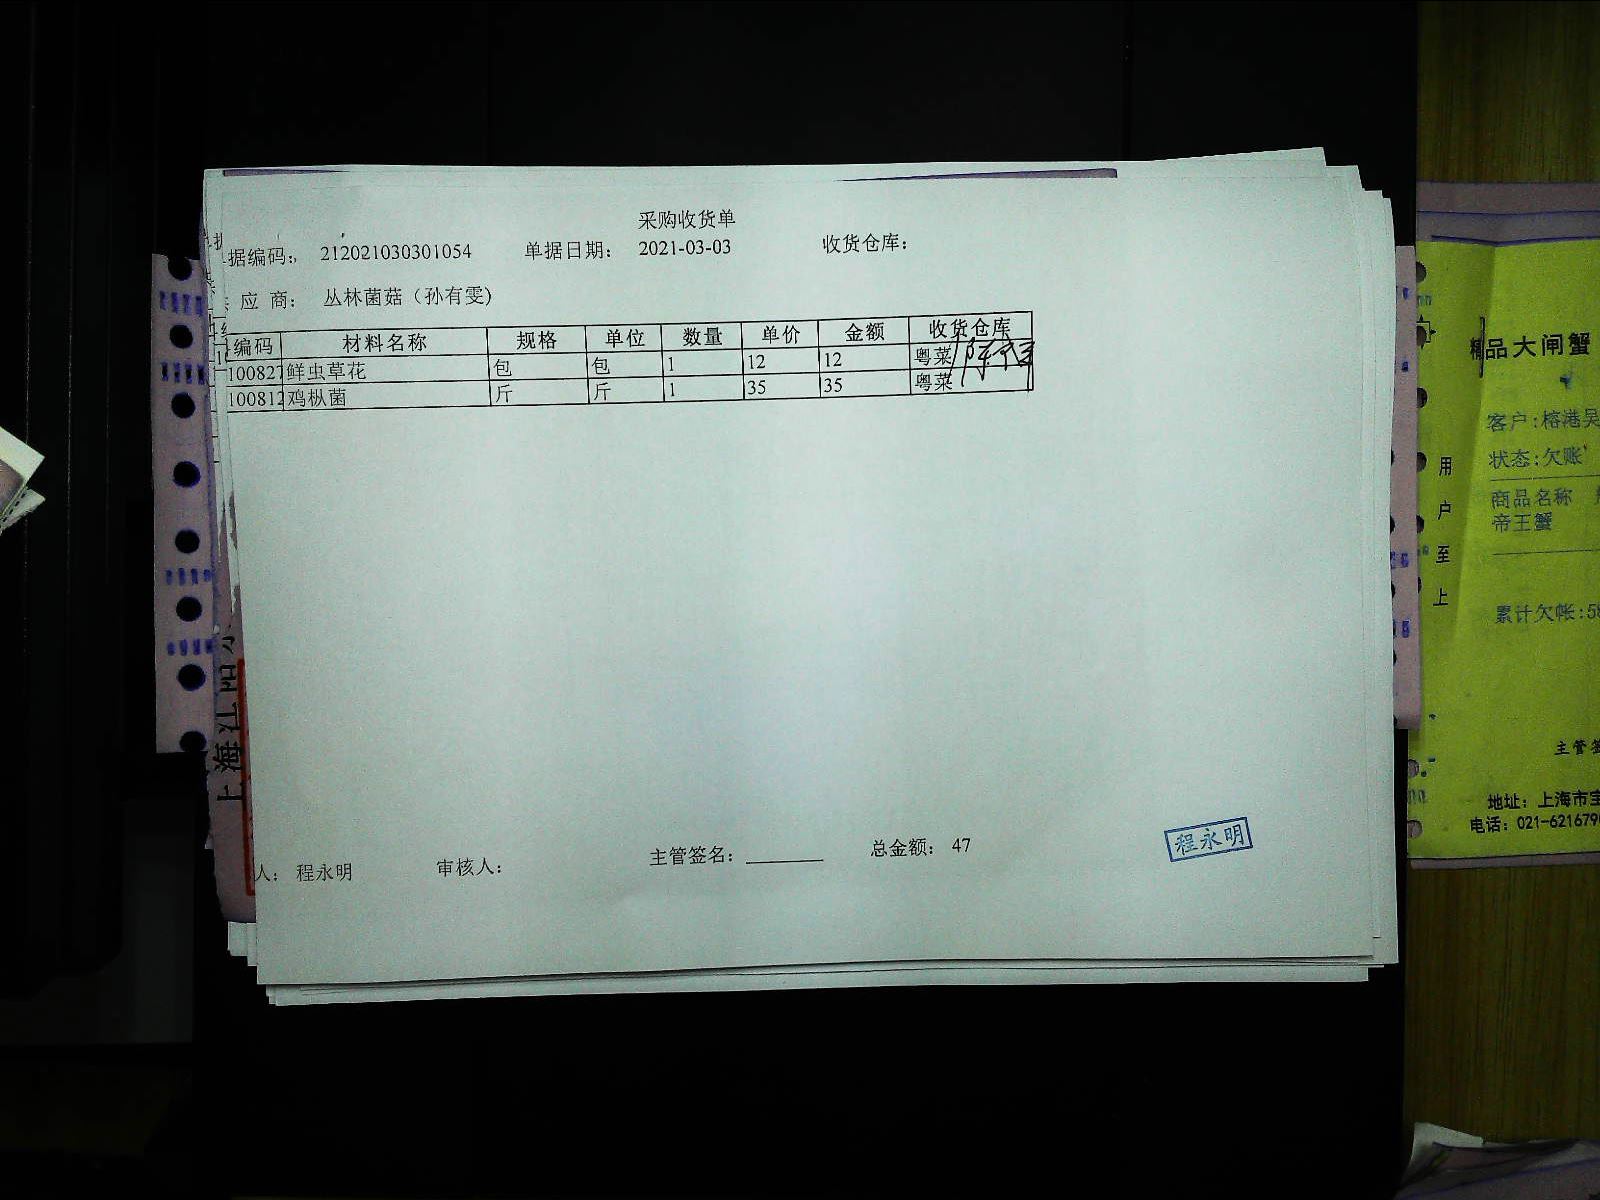 采购收货单
据编码： 212021030301054 单据日期： 2021-03-03 收货仓库：
应 商： 丛林菌菇（孙有雯）
编码 材料名称 规格 单位 数量 单价 金额 收货仓库
100827 鲜虫草花 包 包 1 12 12 粤菜
100812 鸡枞菌 斤 斤 1 35 35 粤菜
人： 程永明 审核人： 主管签名： 总金额： 47
程永明
上海江阳
精品大闸蟹
客户:榕港吴
状态:欠账
商品名称
帝王蟹
累计欠帐:58
用户至上
主管签
地址：上海市宝
电话：021-621679